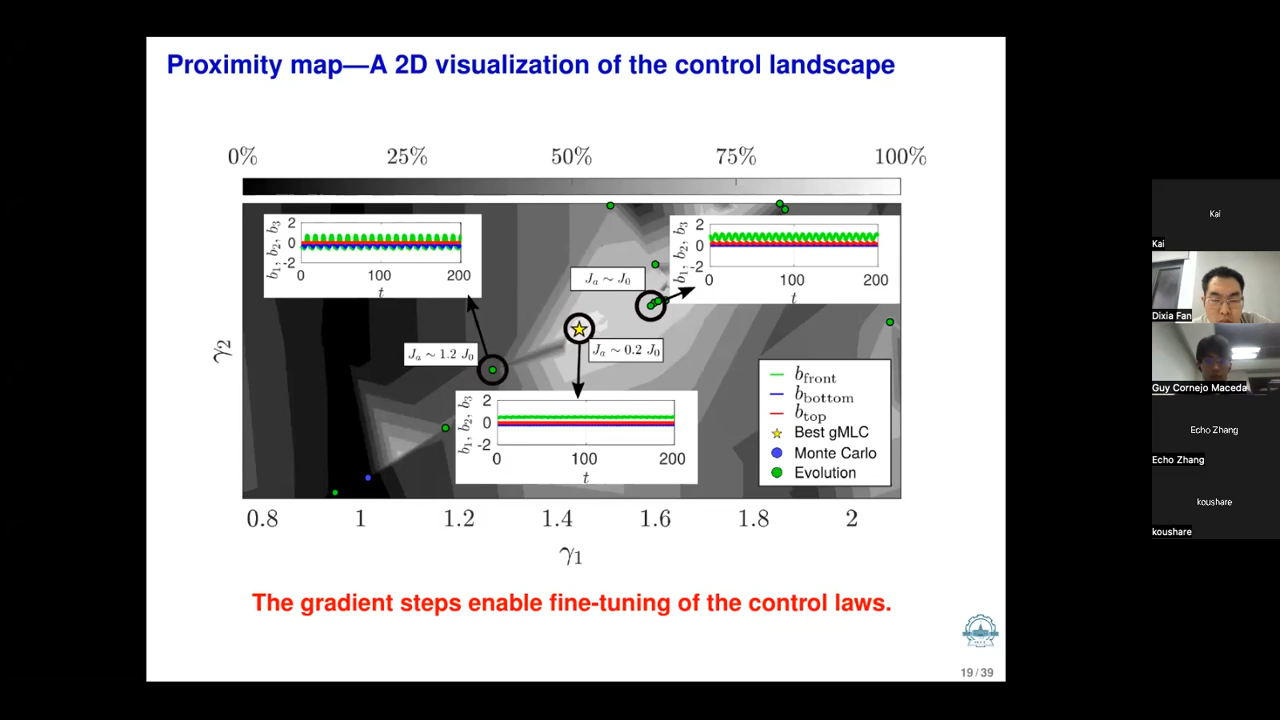 Proximity map—A 2D visualization of the control landscape
0% 25% 50% 75% 100%
2
0
-2
b1, b2, b3
0 100 200
t
2
0
-2
b1, b2, b3
0 100 200
t
Ja ~ J0
Ja ~ 1.2 J0
Ja ~ 0.2 J0
2
0
-2
b1, b2, b3
0 100 200
t
γ2
bfront
bbottom
btop
Best gMLC
Monte Carlo
Evolution
0.8 1 1.2 1.4 1.6 1.8 2
γ1
The gradient steps enable fine-tuning of the control laws.
19 / 39
Kai
Kai
Dixia Fan
Guy Cornejo Maceda
Echo Zhang
Echo Zhang
koushare
koushare